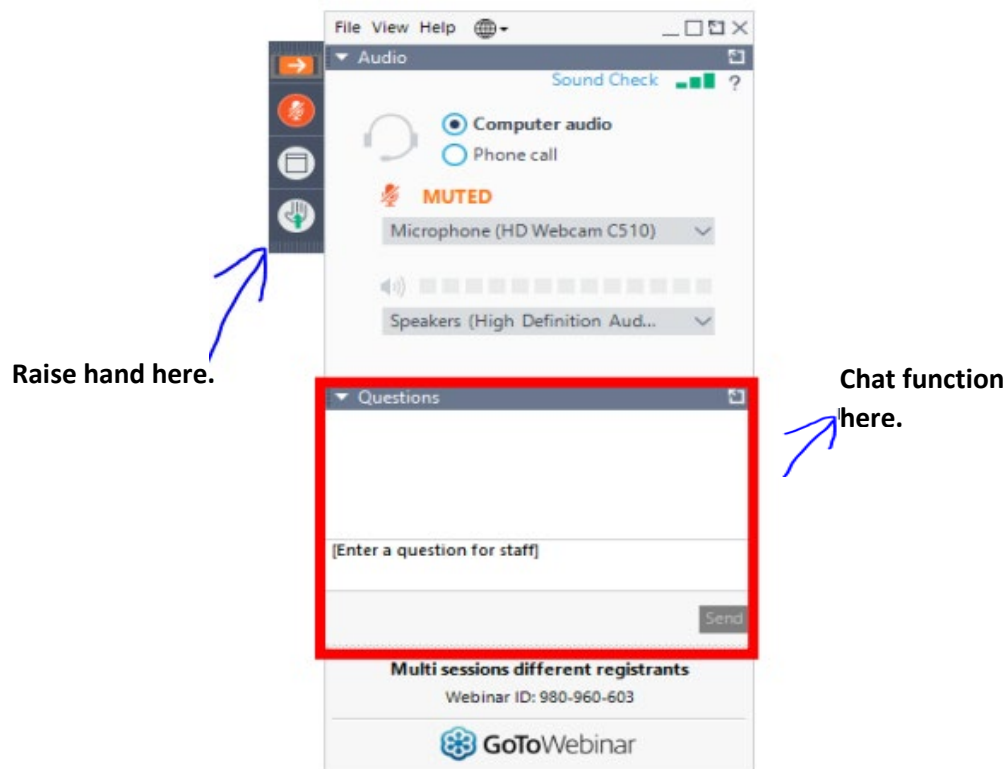 File View Help
Audio
Sound Check ?
Computer audio
Phone call
MUTED
Microphone (HD Webcam C510)
Speakers (High Definition Aud...
Raise hand here.
Chat function
here.
Questions
[Enter a question for staff]
Send
Multi sessions different registrants
Webinar ID: 980-960-603
GoToWebinar